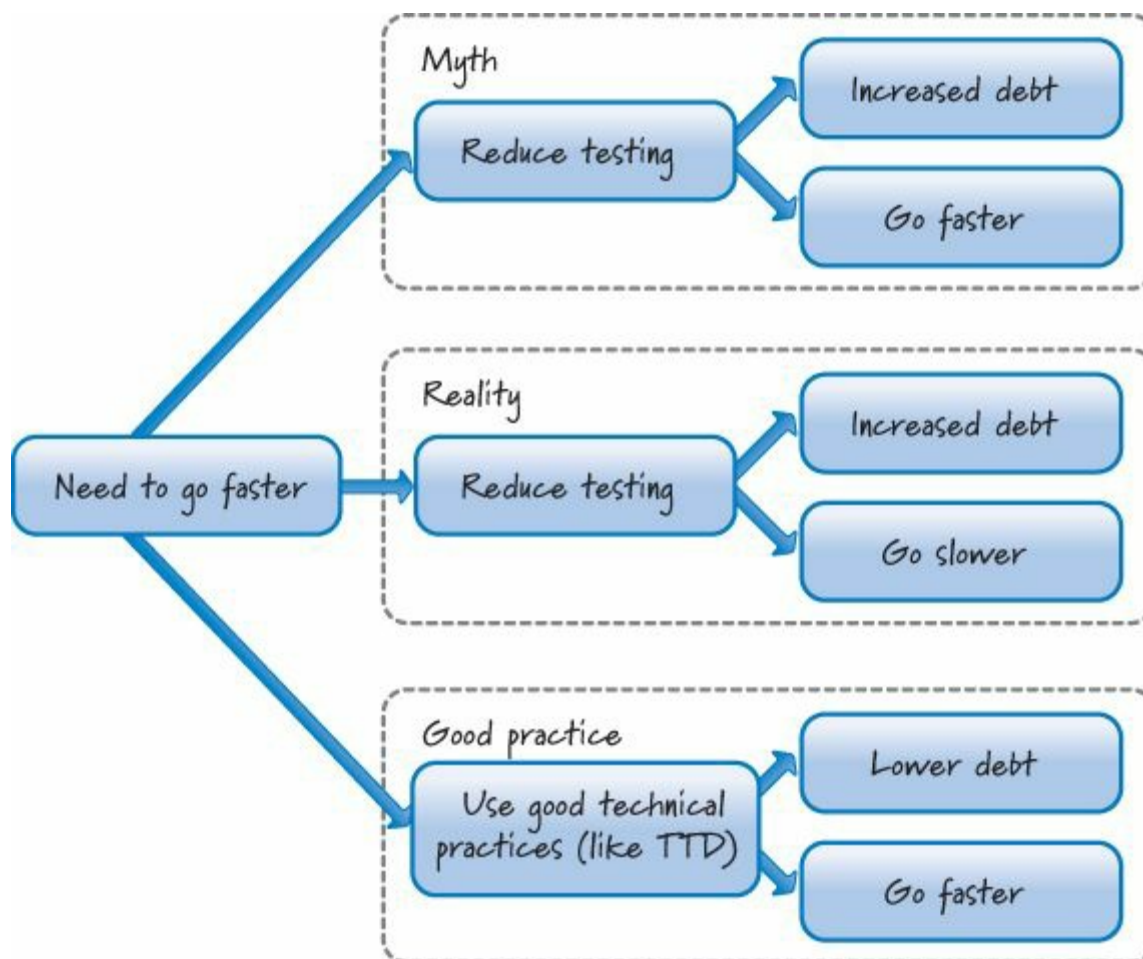 Myth
Reduce testing
Increased debt
Go faster
Reality
Need to go faster
Reduce testing
Increased debt
Go slower
Good practice
Use good technical
practices (like TTD)
Lower debt
Go faster